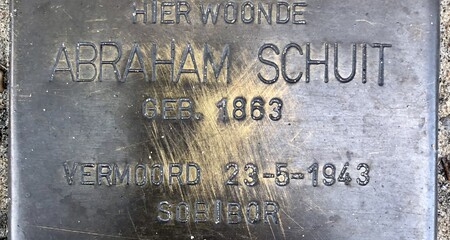 HIER WOONDE
ABRAHAM SCHUIT
GEB. 1863
VERMOORD 23-5-1943
SOBIBOR